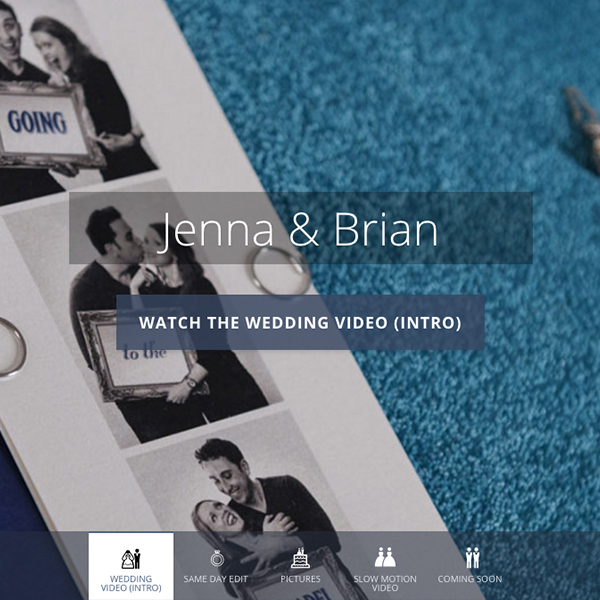 GOING
Jenna & Brian
WATCH THE WEDDING VIDEO (INTRO)
to the
WEDDING
VIDEO (INTRO)
SAME DAY EDIT
PICTURES
SLOW MOTION
VIDEO
COMING SOON